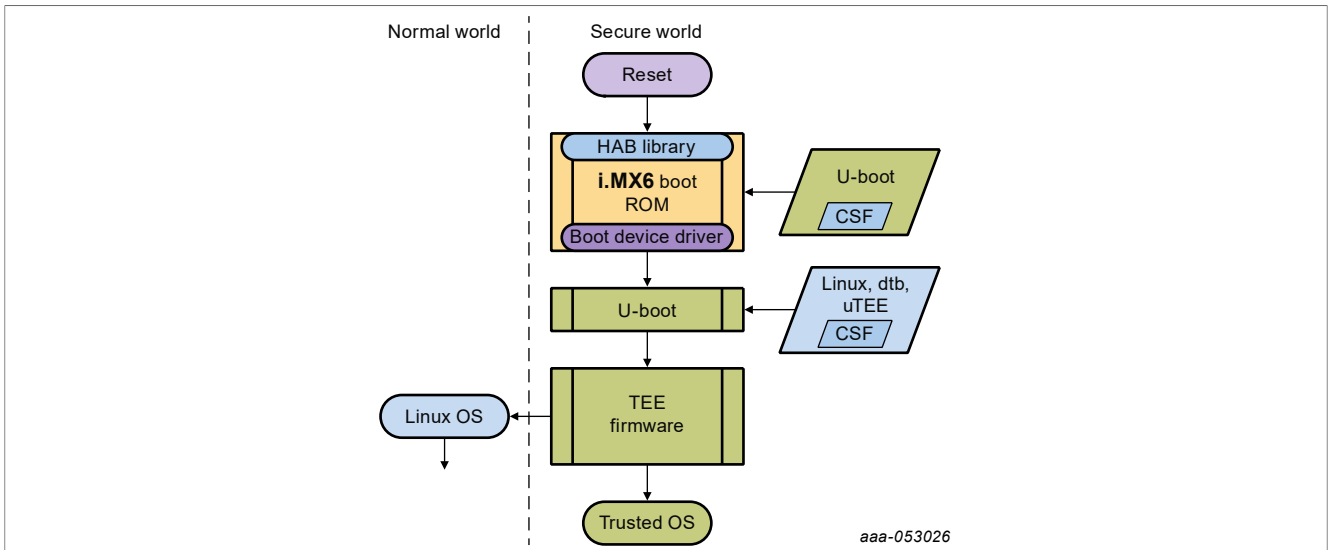 Normal world
Secure world
Reset
HAB library
i.MX6 boot
ROM
Boot device driver
U-boot
CSF
U-boot
Linux, dtb,
uTEE
CSF
TEE
firmware
Linux OS
Trusted OS
aaa-053026